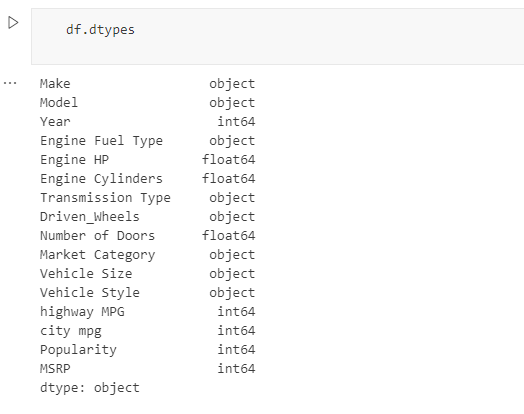 df.dtypes
Make object
Model object
Year int64
Engine Fuel Type object
Engine HP float64
Engine Cylinders float64
Transmission Type object
Driven_Wheels object
Number of Doors float64
Market Category object
Vehicle Size object
Vehicle Style object
highway MPG int64
city mpg int64
Popularity int64
MSRP int64
dtype: object